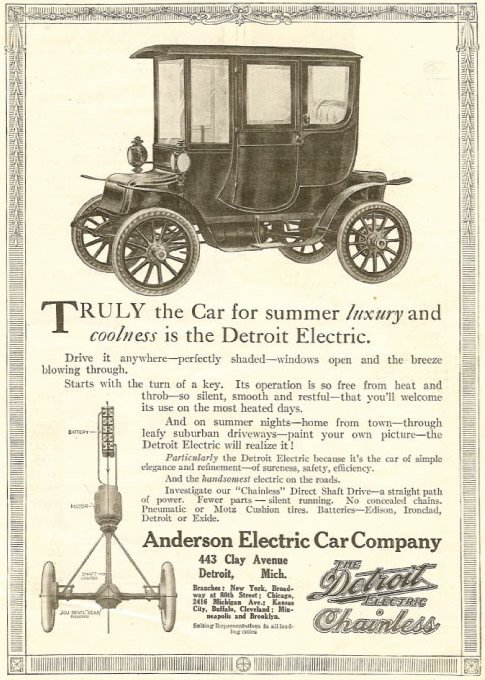 TRULY the Car for summer luxury and
coolness is the Detroit Electric.
Drive it anywhere—perfectly shaded—windows open and the breeze
blowing through.
Starts with the turn of a key. Its operation is so free from heat and
throb—so silent, smooth and restful—that you'll welcome
its use on the most heated days.
And on summer nights—home from town—through
leafy suburban driveways—paint your own picture—the
Detroit Electric will realize it!
Particularly the Detroit Electric because it's the car of simple
elegance and refinement—of sureness, safety, efficiency.
And the handsomest electric on the roads.
Investigate our "Chainless" Direct Shaft Drive—a straight path
of power. Fewer parts—silent running. No concealed chains.
Pneumatic or Motz Cushion tires. Batteries—Edison, Ironclad,
Detroit or Exide.
BATTERY
MOTOR
SHAFT
BEVEL GEAR
Anderson Electric Car Company
443 Clay Avenue
Detroit, Mich.
Branches: New York, Broad-
way at 80th Street; Chicago,
2416 Michigan Ave.; Kansas
City, Buffalo, Cleveland; Min-
neapolis and Brooklyn.
Selling Representatives in all lead-
ing cities
THE
Detroit
ELECTRIC
Chainless